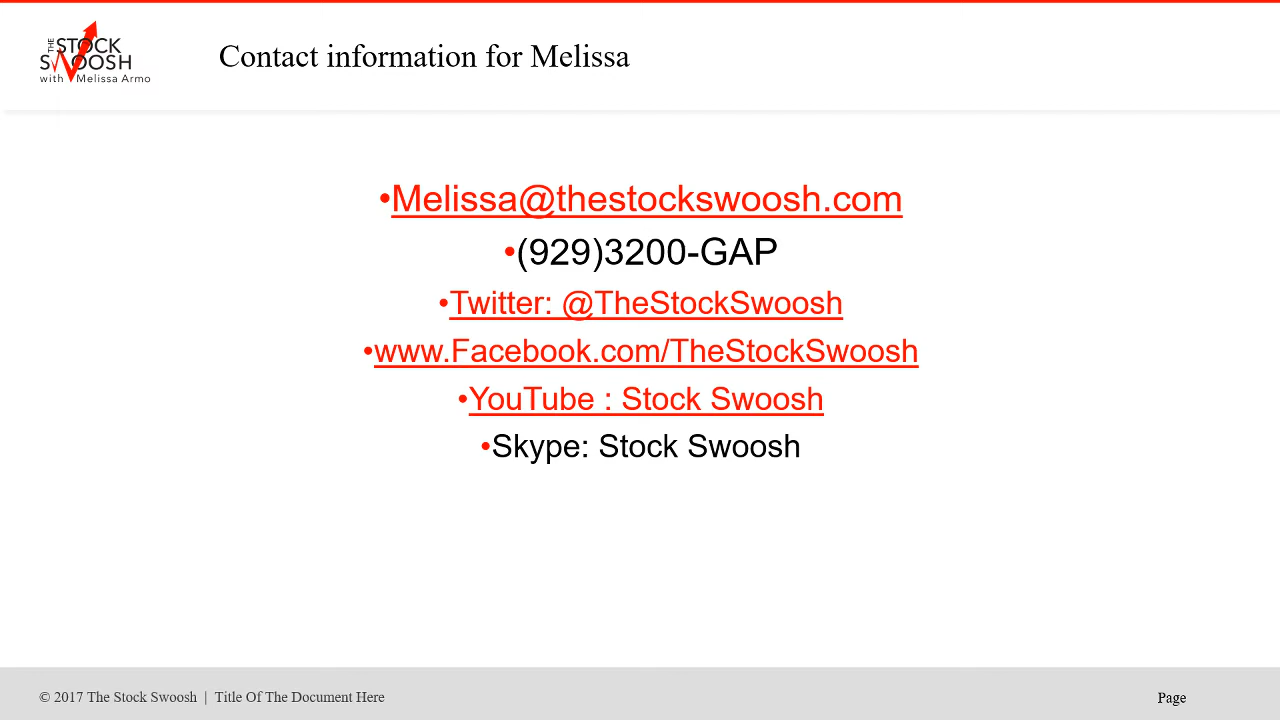 THE STOCK
SWOOSH
with Melissa Armo
Contact information for Melissa
•Melissa@thestockswoosh.com
•(929)3200-GAP
•Twitter: @TheStockSwoosh
•www.Facebook.com/TheStockSwoosh
•YouTube : Stock Swoosh
•Skype: Stock Swoosh
© 2017 The Stock Swoosh | Title Of The Document Here
Page